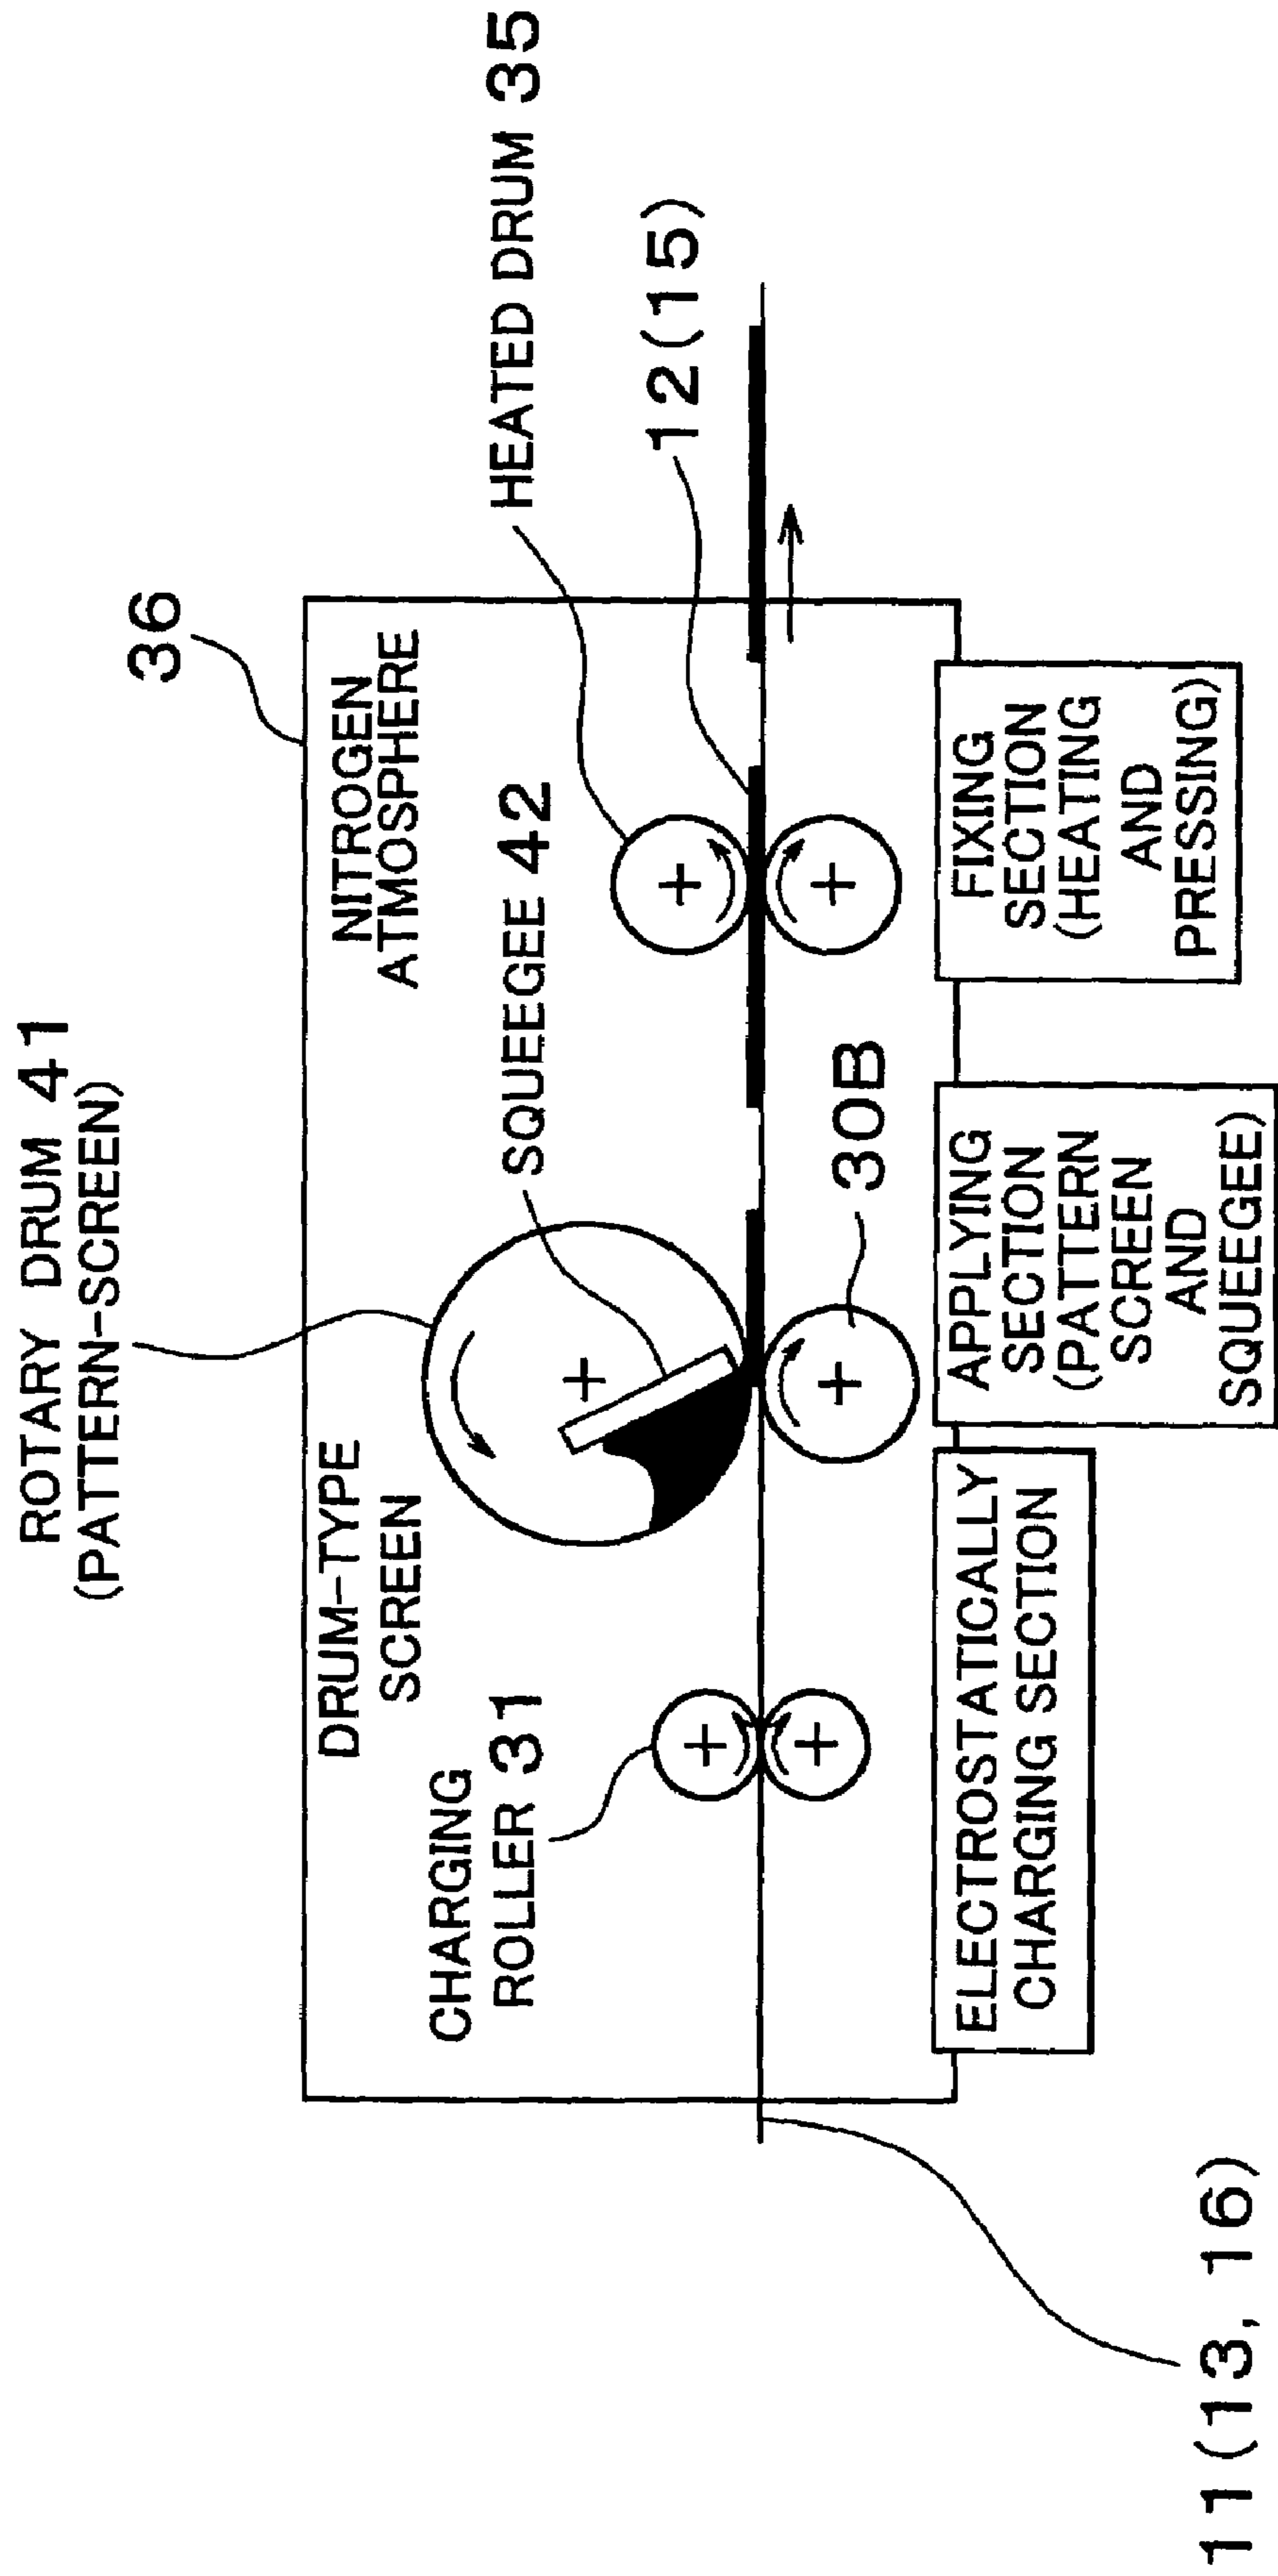 ROTARY DRUM 41
(PATTERN-SCREEN)
36
DRUM-TYPE
SCREEN
NITROGEN
ATMOSPHERE
CHARGING
ROLLER 31
SQUEEGEE 42
HEATED DRUM 35
12(15)
30B
11(13, 16)
ELECTROSTATICALLY
CHARGING SECTION
APPLYING
SECTION
(PATTERN
SCREEN
AND
SQUEEGEE)
FIXING
SECTION
(HEATING
AND
PRESSING)